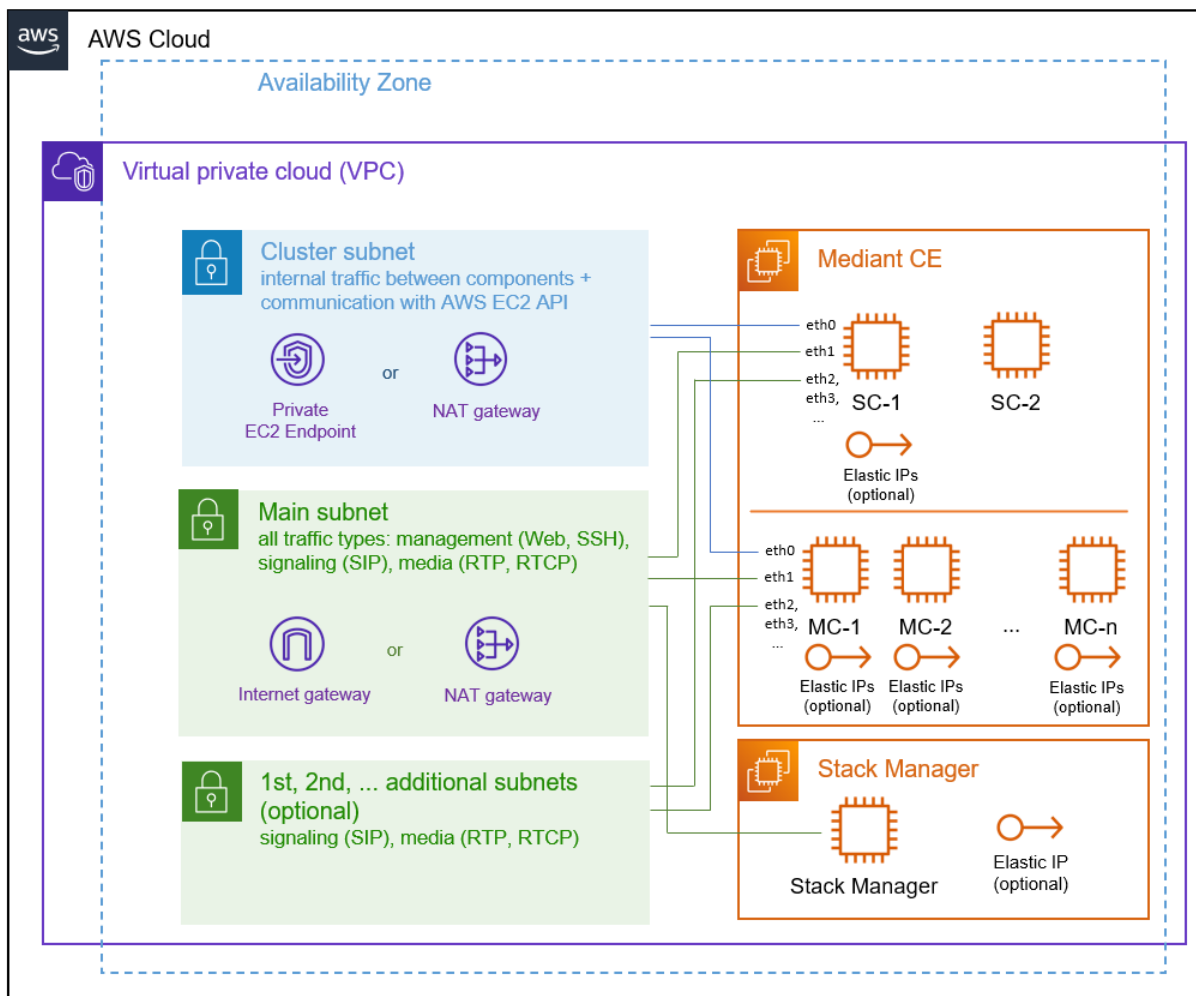 aws
AWS Cloud
Availability Zone
Virtual private cloud (VPC)
Cluster subnet
internal traffic between components +
communication with AWS EC2 API
or
Private
EC2 Endpoint
NAT gateway
Main subnet
all traffic types: management (Web, SSH),
signaling (SIP), media (RTP, RTCP)
or
Internet gateway
NAT gateway
1st, 2nd, ... additional subnets
(optional)
signaling (SIP), media (RTP, RTCP)
Mediant CE
eth0
eth1
eth2,
eth3,
...
SC-1
SC-2
Elastic IPs
(optional)
eth0
eth1
eth2,
eth3,
...
MC-1
MC-2
...
MC-n
Elastic IPs
(optional)
Elastic IPs
(optional)
Elastic IPs
(optional)
Stack Manager
Stack Manager
Elastic IP
(optional)